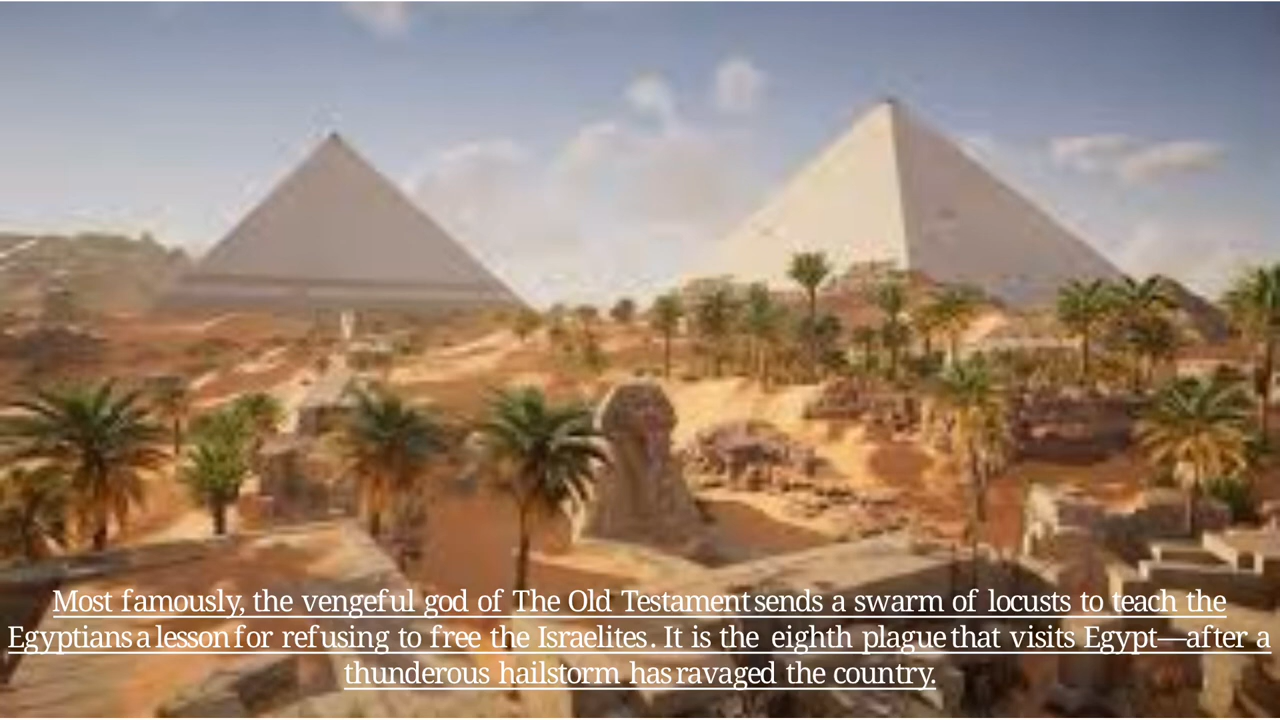 Most famously, the vengeful god of The Old Testament sends a swarm of locusts to teach the
Egyptians a lesson for refusing to free the Israelites. It is the eighth plague that visits Egypt—after a
thunderous hailstorm has ravaged the country.